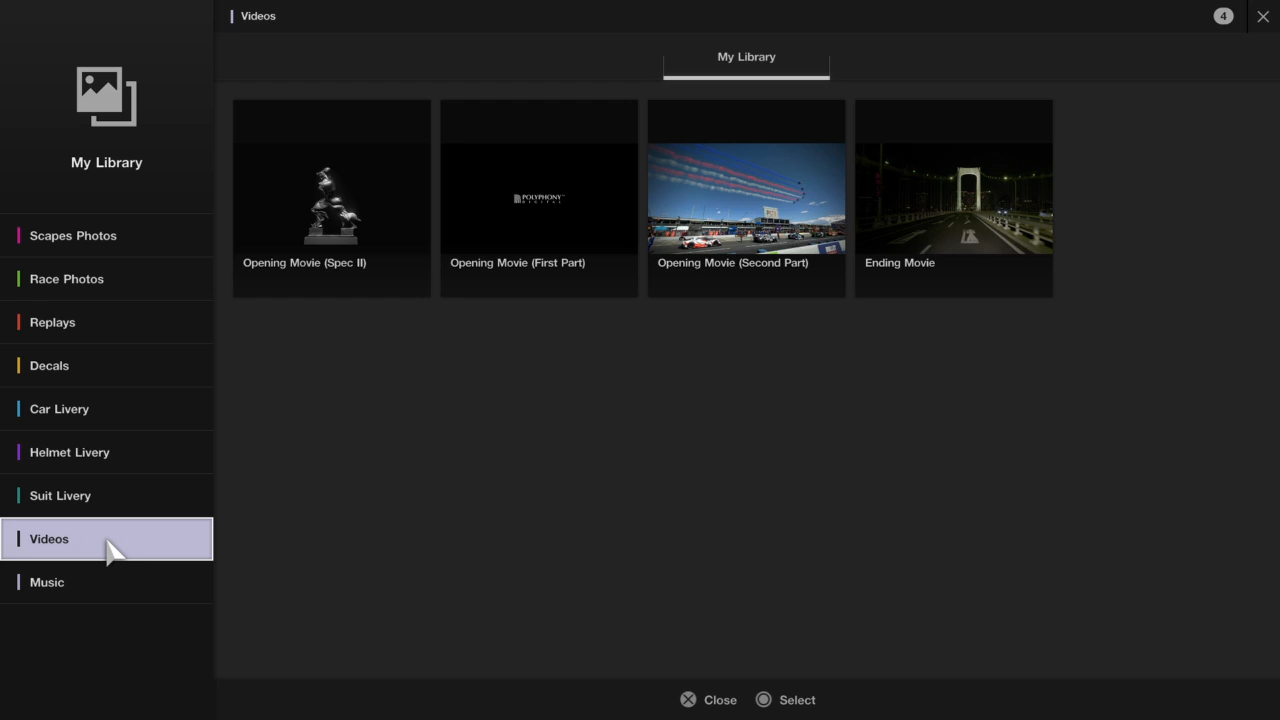 Videos
4
My Library
My Library
POLYPHONY
DIGITAL
Opening Movie (Spec II)
Opening Movie (First Part)
Opening Movie (Second Part)
Ending Movie
Scapes Photos
Race Photos
Replays
Decals
Car Livery
Helmet Livery
Suit Livery
Videos
Music
Close
Select